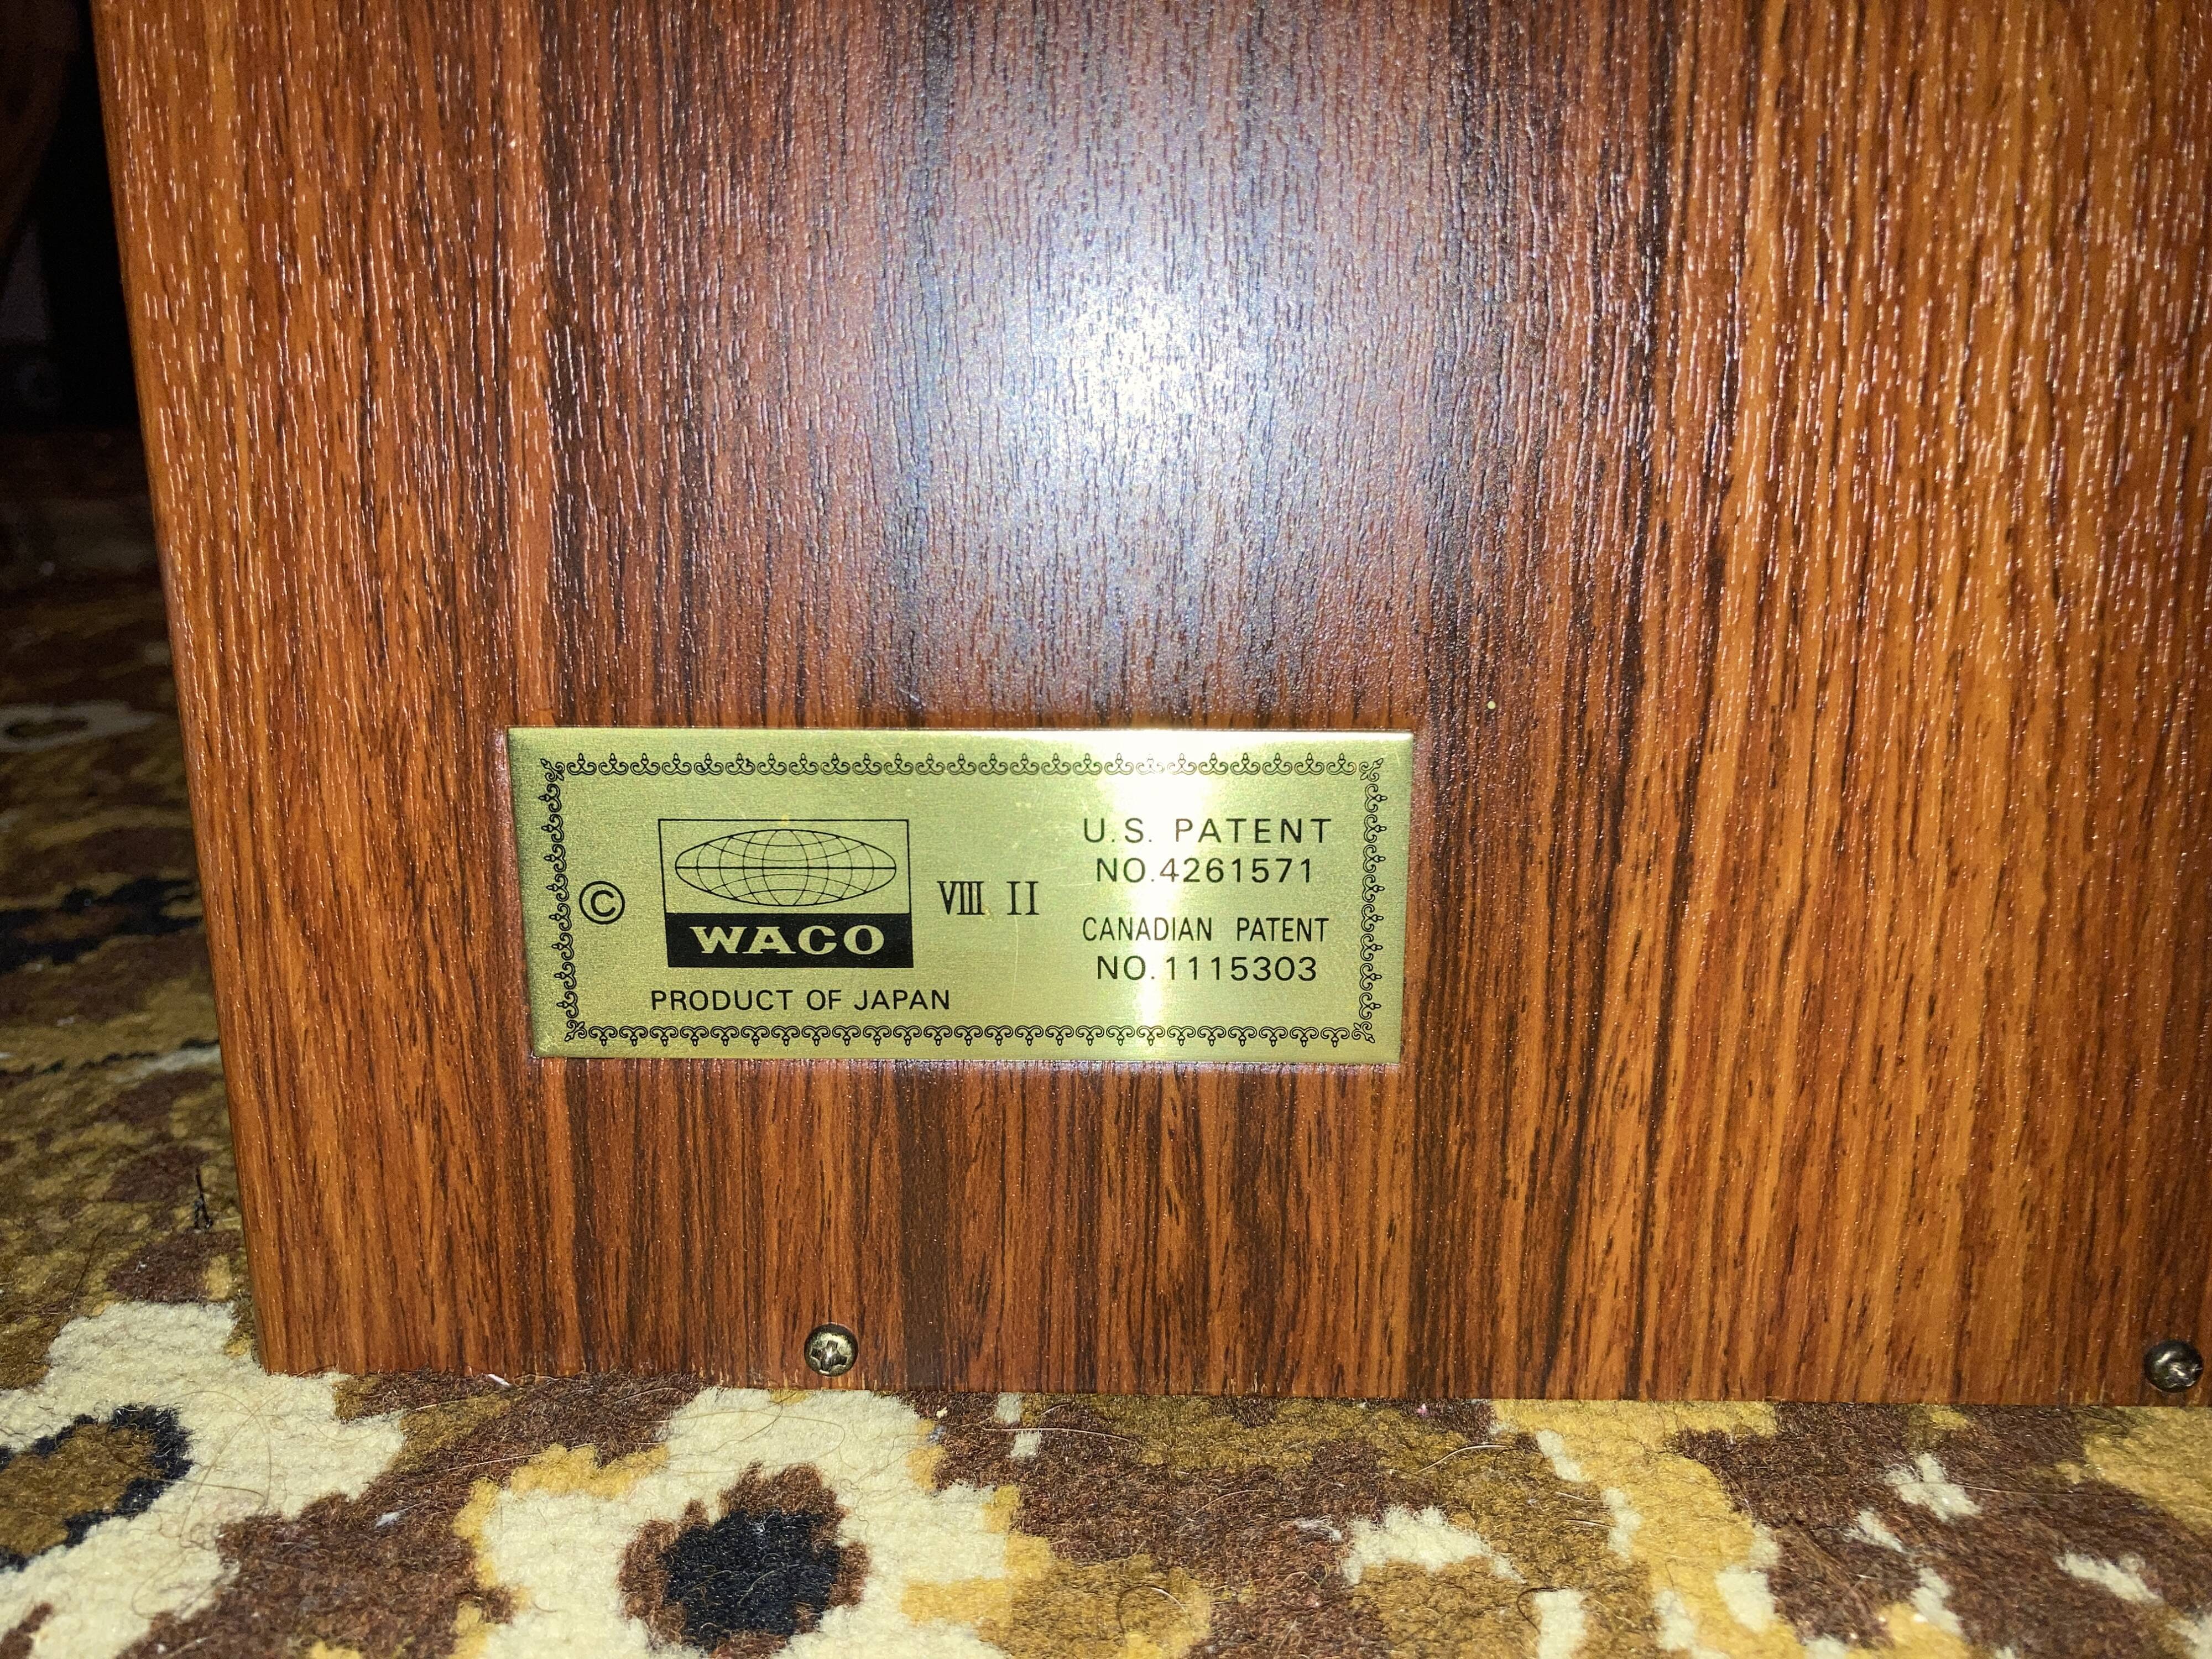 ©
WACO
VIII II
PRODUCT OF JAPAN
U.S. PATENT
NO.4261571
CANADIAN PATENT
NO.1115303